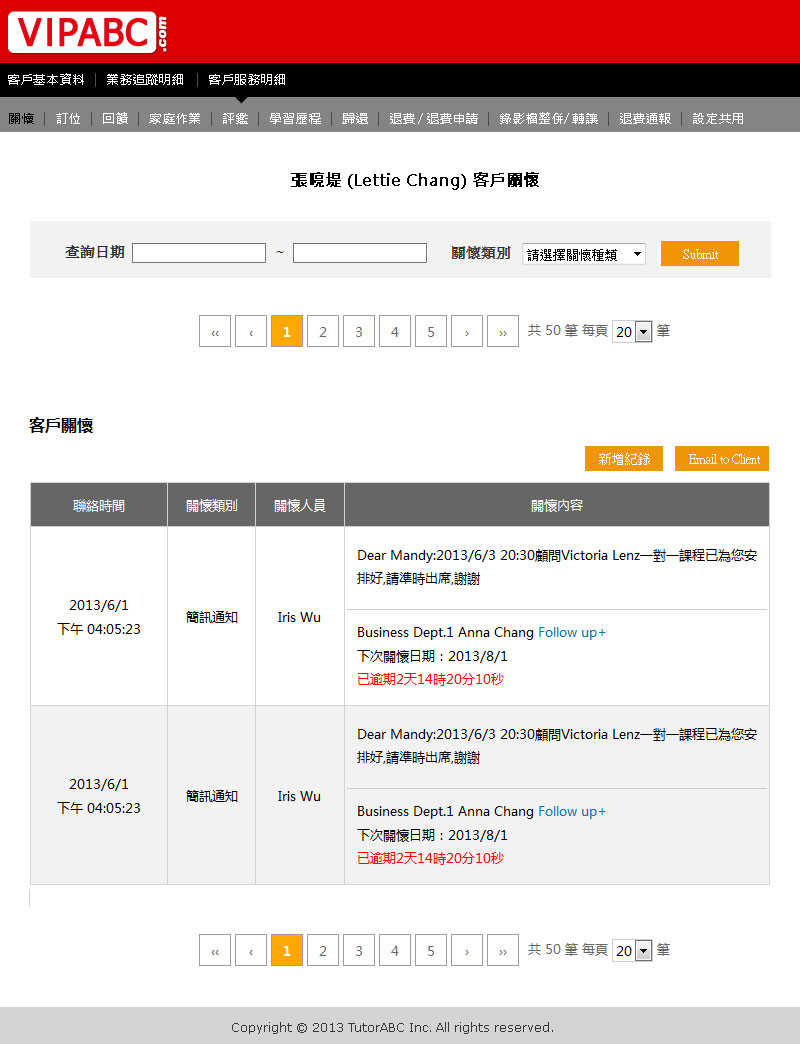 VIPABC.com
客戶基本資料 | 業務追蹤明細 | 客戶服務明細
關懷 | 訂位 | 回饋 | 家庭作業 | 評鑑 | 學習歷程 | 歸還 | 退費 / 退費申請 | 錄影檔整併/ 轉讓 | 退費通報 | 設定共用
張曉堤 (Lettie Chang) 客戶關懷
查詢日期 ~ 關懷類別 請選擇關懷種類 Submit
‹‹ ‹ 1 2 3 4 5 › ›› 共 50 筆 每頁 20 筆
客戶關懷
新增紀錄 Email to Client
聯絡時間 關懷類別 關懷人員 關懷內容
2013/6/1
下午 04:05:23
簡訊通知
Iris Wu
Dear Mandy:2013/6/3 20:30顧問Victoria Lenz一對一課程已為您安
排好,請準時出席,謝謝
Business Dept.1 Anna Chang Follow up+
下次關懷日期：2013/8/1
已逾期2天14時20分10秒
2013/6/1
下午 04:05:23
簡訊通知
Iris Wu
Dear Mandy:2013/6/3 20:30顧問Victoria Lenz一對一課程已為您安
排好,請準時出席,謝謝
Business Dept.1 Anna Chang Follow up+
下次關懷日期：2013/8/1
已逾期2天14時20分10秒
‹‹ ‹ 1 2 3 4 5 › ›› 共 50 筆 每頁 20 筆
Copyright © 2013 TutorABC Inc. All rights reserved.